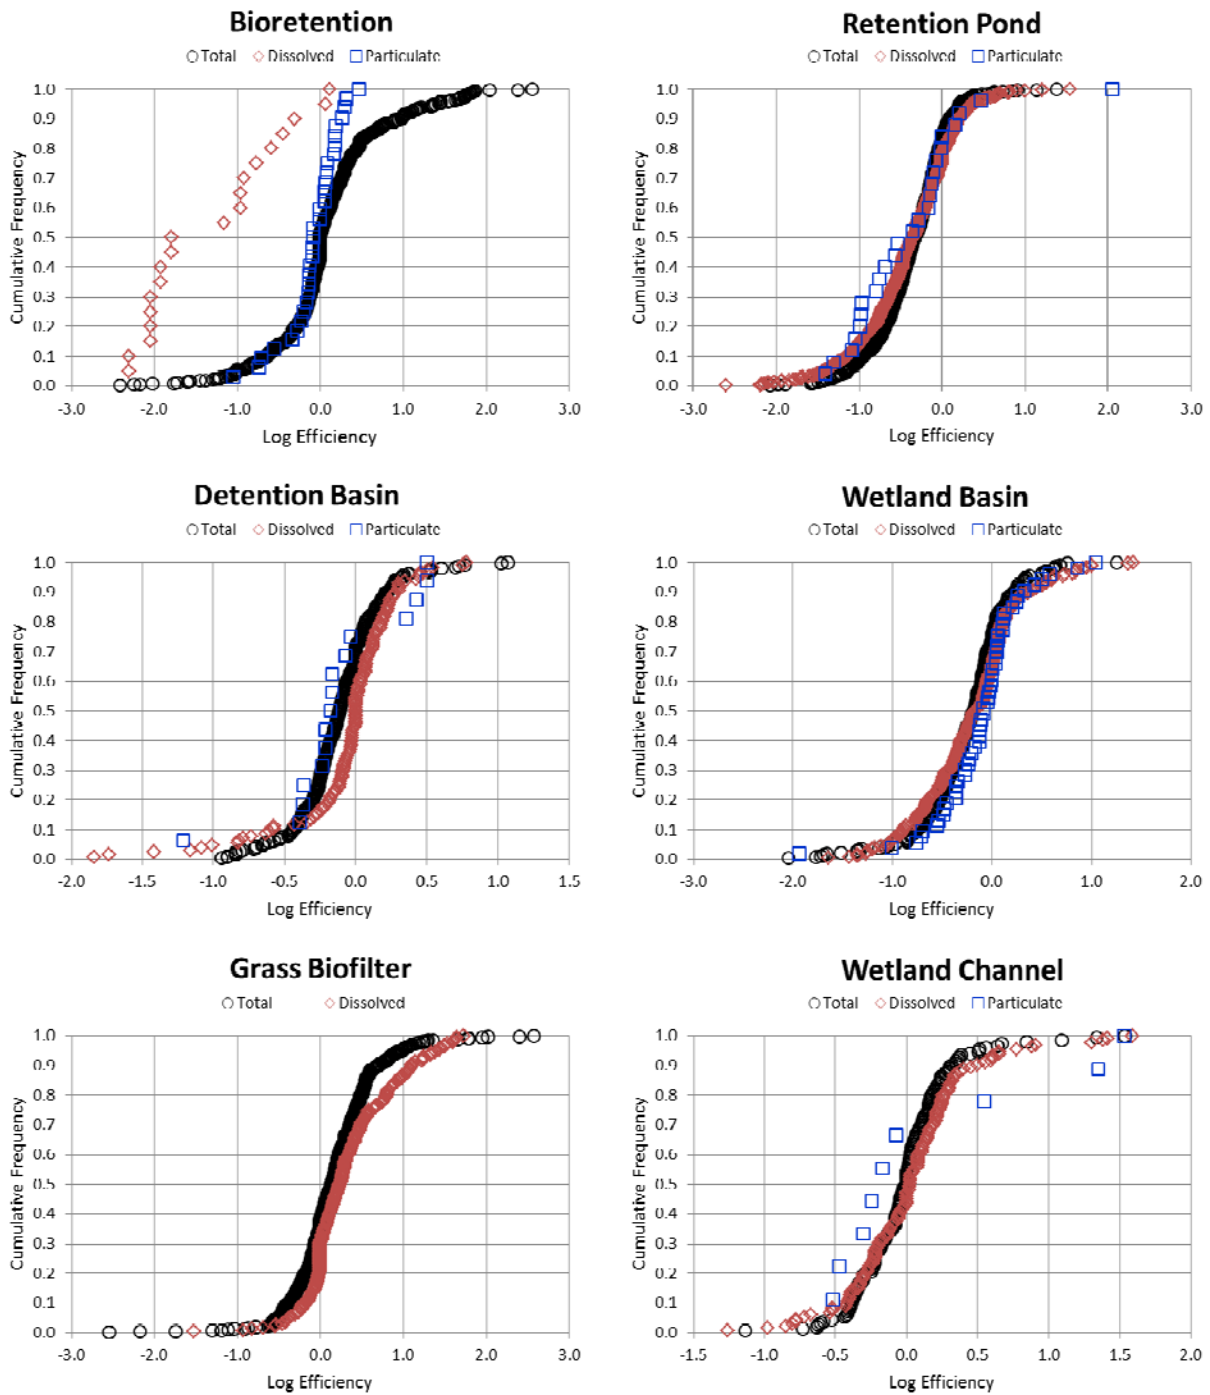 Bioretention
Total Dissolved Particulate
Cumulative Frequency
1.0
0.9
0.8
0.7
0.6
0.5
0.4
0.3
0.2
0.1
0.0
-3.0 -2.0 -1.0 0.0 1.0 2.0 3.0
Log Efficiency
Retention Pond
Total Dissolved Particulate
Cumulative Frequency
1.0
0.9
0.8
0.7
0.6
0.5
0.4
0.3
0.2
0.1
0.0
-3.0 -2.0 -1.0 0.0 1.0 2.0 3.0
Log Efficiency
Detention Basin
Total Dissolved Particulate
Cumulative Frequency
1.0
0.9
0.8
0.7
0.6
0.5
0.4
0.3
0.2
0.1
0.0
-2.0 -1.5 -1.0 -0.5 0.0 0.5 1.0 1.5
Log Efficiency
Wetland Basin
Total Dissolved Particulate
Cumulative Frequency
1.0
0.9
0.8
0.7
0.6
0.5
0.4
0.3
0.2
0.1
0.0
-3.0 -2.0 -1.0 0.0 1.0 2.0
Log Efficiency
Grass Biofilter
Total Dissolved
Cumulative Frequency
1.0
0.9
0.8
0.7
0.6
0.5
0.4
0.3
0.2
0.1
0.0
-3.0 -2.0 -1.0 0.0 1.0 2.0 3.0
Log Efficiency
Wetland Channel
Total Dissolved Particulate
Cumulative Frequency
1.0
0.9
0.8
0.7
0.6
0.5
0.4
0.3
0.2
0.1
0.0
-1.5 -1.0 -0.5 0.0 0.5 1.0 1.5 2.0
Log Efficiency